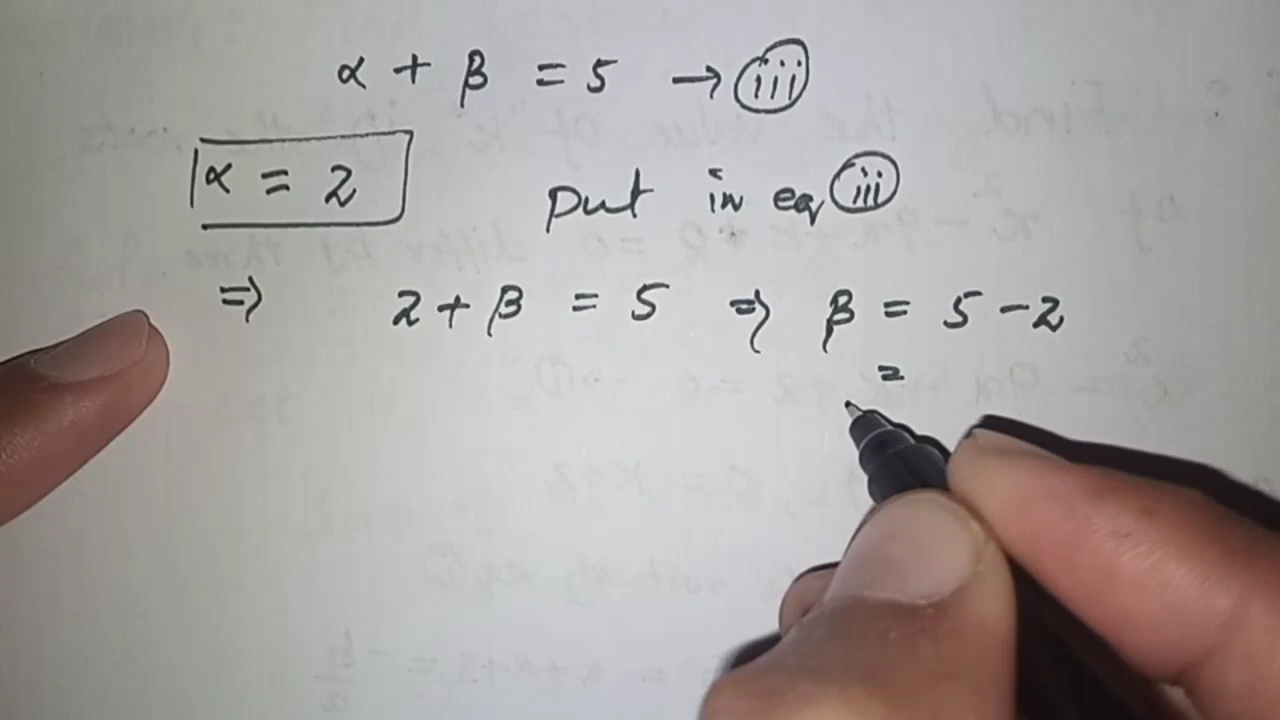 α + β = 5 → (iii)
α = 2 put in eq (iii)
⇒ 2 + β = 5 ⇒ β = 5 - 2
=